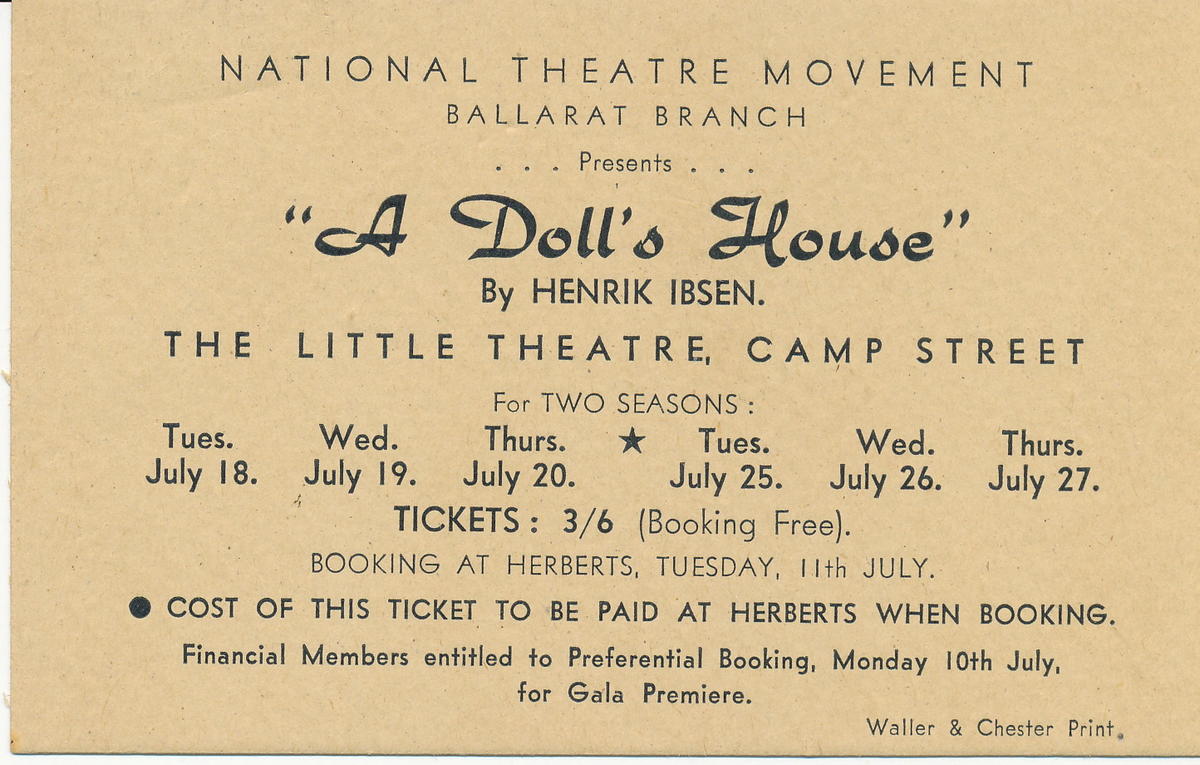 NATIONAL THEATRE MOVEMENT
BALLARAT BRANCH
. . . Presents . . .
"A Doll's House"
By HENRIK IBSEN.
THE LITTLE THEATRE, CAMP STREET
For TWO SEASONS :
Tues. Wed. Thurs. ★ Tues. Wed. Thurs.
July 18. July 19. July 20. July 25. July 26. July 27.
TICKETS : 3/6 (Booking Free).
BOOKING AT HERBERTS, TUESDAY, 11th JULY.
● COST OF THIS TICKET TO BE PAID AT HERBERTS WHEN BOOKING.
Financial Members entitled to Preferential Booking, Monday 10th July,
for Gala Premiere.
Waller & Chester Print.